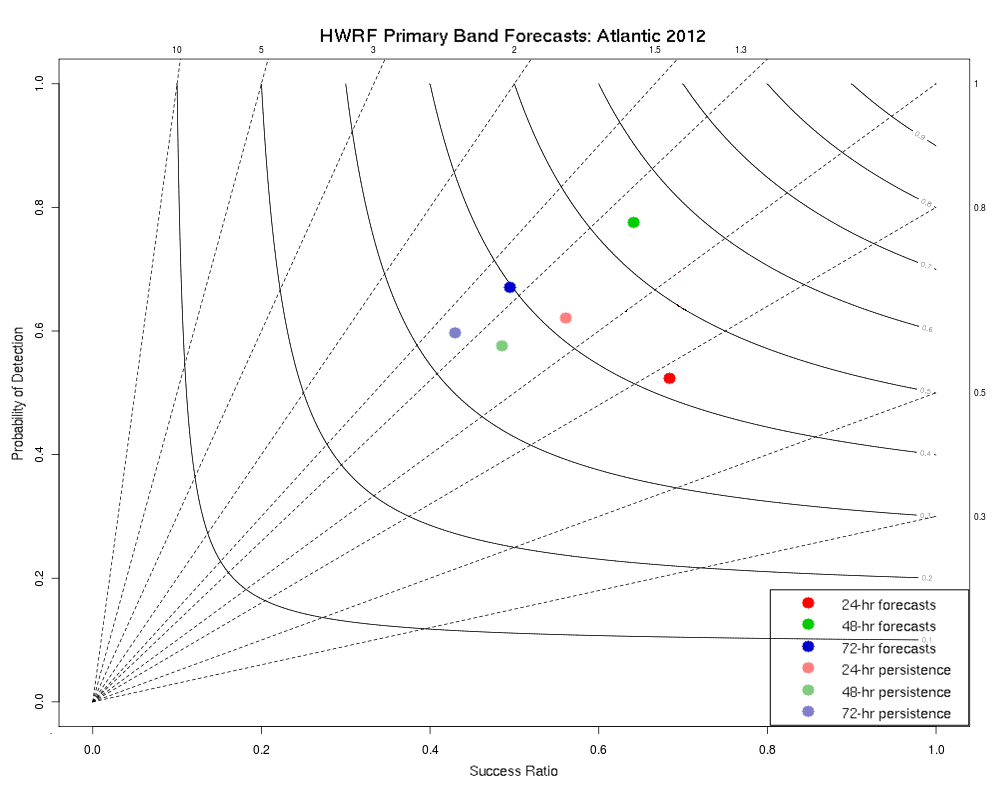 HWRF Primary Band Forecasts: Atlantic 2012
10 5 3 2 1.5 1.3
1.0 1
0.9
0.8 0.8 0.8
0.7
0.6 0.6
0.5 0.5
0.4 0.4
0.3 0.3
0.2 0.2
0.1
0.0
Probability of Detection
24-hr forecasts
48-hr forecasts
72-hr forecasts
24-hr persistence
48-hr persistence
72-hr persistence
0.0 0.2 0.4 0.6 0.8 1.0
Success Ratio